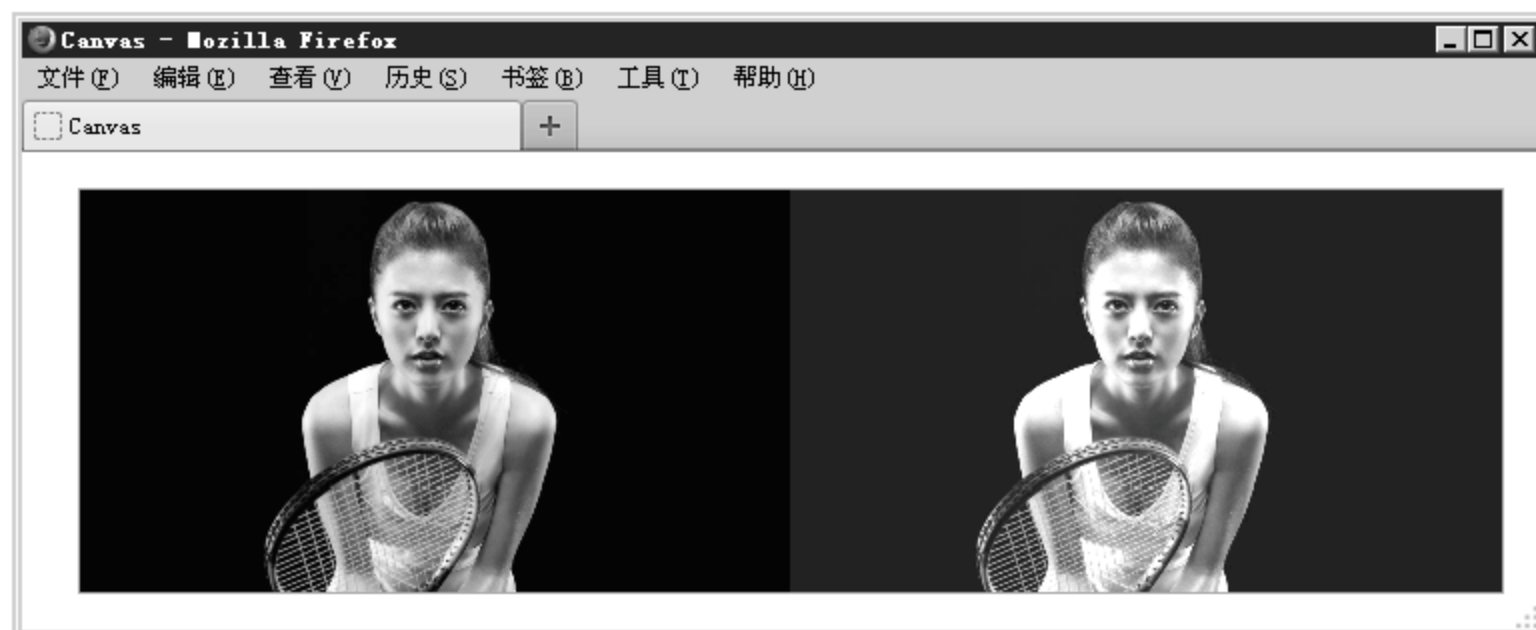 Canvas - Mozilla Firefox
文件(F) 编辑(E) 查看(V) 历史(S) 书签(B) 工具(T) 帮助(H)
Canvas